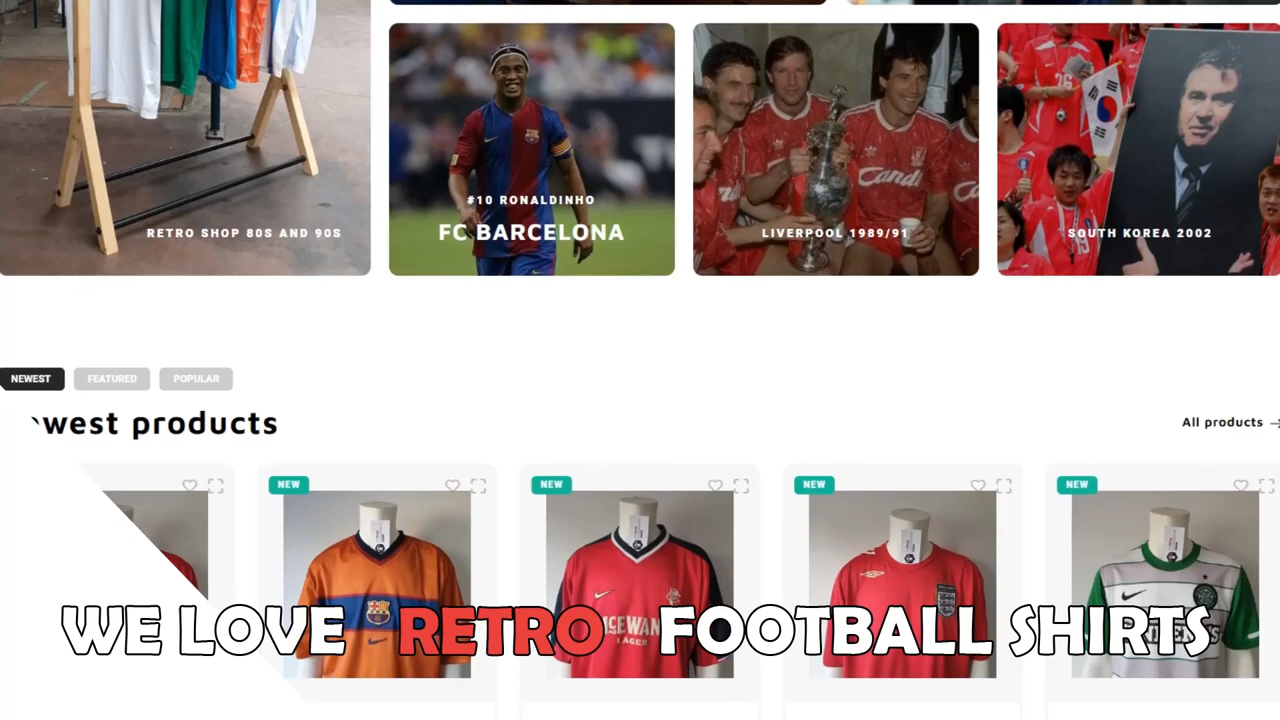 #10 RONALDINHO
FC BARCELONA
RETRO SHOP 80S AND 90S
LIVERPOOL 1989/91
SOUTH KOREA 2002
NEWEST
FEATURED
POPULAR
west products
All products →
NEW
NEW
NEW
NEW
WE LOVE RETRO FOOTBALL SHIRTS